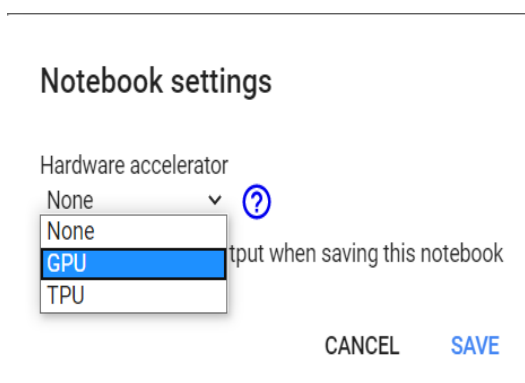 Notebook settings
Hardware accelerator
None
None
GPU
tput when saving this notebook
TPU
CANCEL SAVE